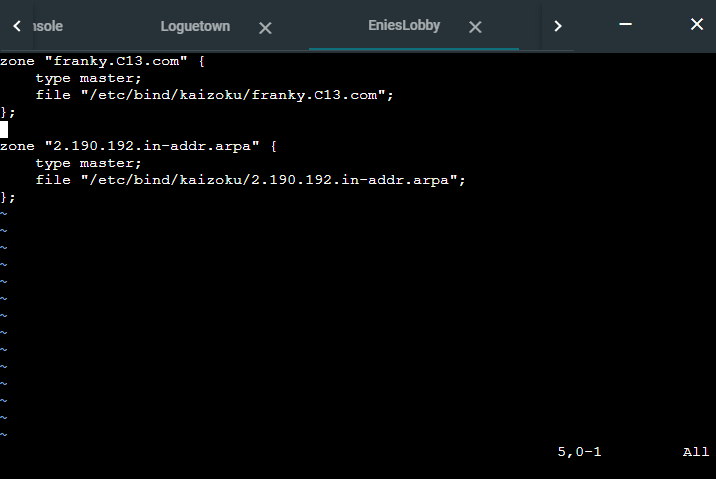 nsole Loguetown EniesLobby
zone "franky.C13.com" {
    type master;
    file "/etc/bind/kaizoku/franky.C13.com";
};

zone "2.190.192.in-addr.arpa" {
    type master;
    file "/etc/bind/kaizoku/2.190.192.in-addr.arpa";
};
~
~
~
~
~
~
~
~
~
~
~
~
~
~
5,0-1 All